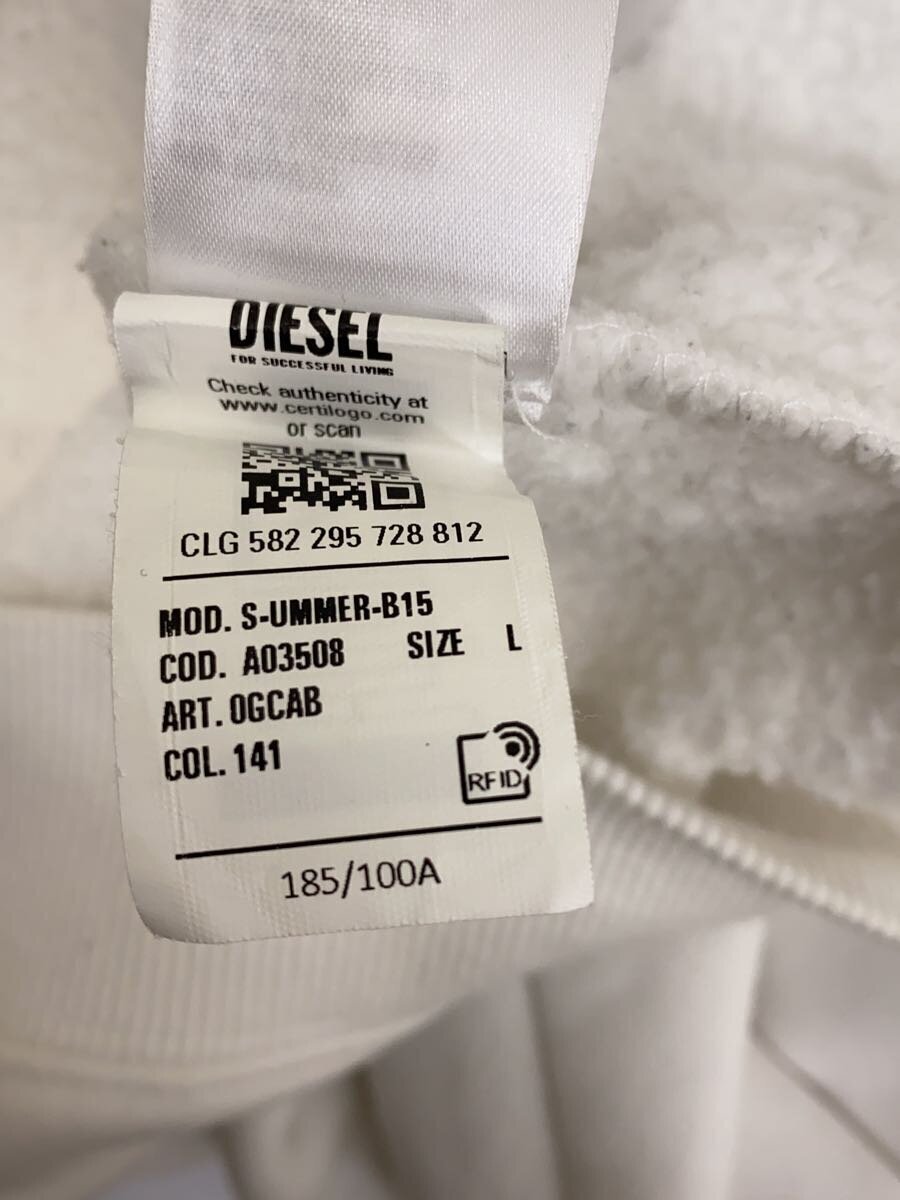 DIESEL
FOR SUCCESSFUL LIVING
Check authenticity at
www.certilogo.com
or scan
CLG 582 295 728 812
MOD. S-UMMER-B15
COD. A03508 SIZE L
ART. 0GCAB
COL. 141
RFID
185/100A